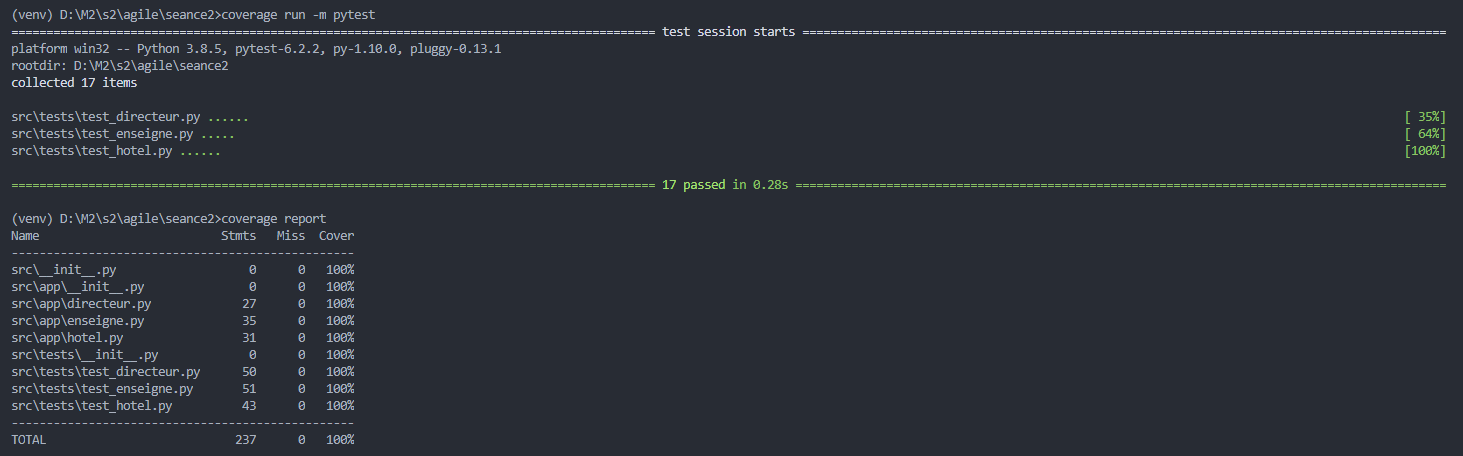 (venv) D:\M2\s2\agile\seance2>coverage run -m pytest
============================================================================================ test session starts ============================================================================================
platform win32 -- Python 3.8.5, pytest-6.2.2, py-1.10.0, pluggy-0.13.1
rootdir: D:\M2\s2\agile\seance2
collected 17 items
src\tests\test_directeur.py ...... [ 35%]
src\tests\test_enseigne.py ..... [ 64%]
src\tests\test_hotel.py ...... [100%]
============================================================================================ 17 passed in 0.28s =============================================================================================
(venv) D:\M2\s2\agile\seance2>coverage report
Name Stmts Miss Cover
-------------------------------------------------
src\__init__.py 0 0 100%
src\app\__init__.py 0 0 100%
src\app\directeur.py 27 0 100%
src\app\enseigne.py 35 0 100%
src\app\hotel.py 31 0 100%
src\tests\__init__.py 0 0 100%
src\tests\test_directeur.py 50 0 100%
src\tests\test_enseigne.py 51 0 100%
src\tests\test_hotel.py 43 0 100%
-------------------------------------------------
TOTAL 237 0 100%